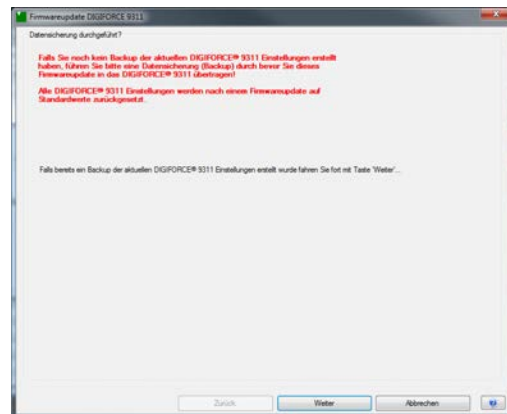 Firmwareupdate DIGIFORCE 9311
Datensicherung durchgeführt?
Falls Sie noch kein Backup der aktuellen DIGIFORCE® 9311 Einstellungen erstellt
haben, führen Sie bitte eine Datensicherung (Backup) durch bevor Sie dieses
Firmwareupdate in das DIGIFORCE® 9311 übertragen!
Alle DIGIFORCE® 9311 Einstellungen werden nach einem Firmwareupdate auf
Standardwerte zurückgesetzt.
Falls bereits ein Backup der aktuellen DIGIFORCE® 9311 Einstellungen erstellt wurde fahren Sie fort mit Taste 'Weiter'...
Zurück Weiter Abbrechen